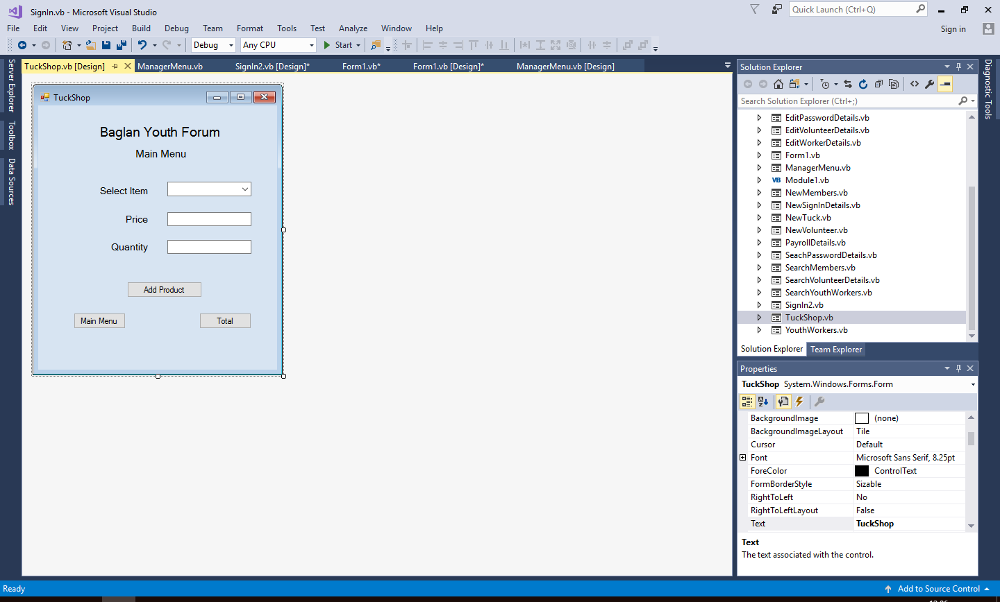 SignIn.vb - Microsoft Visual Studio
Quick Launch (Ctrl+Q)
File Edit View Project Build Debug Team Format Tools Test Analyze Window Help
Sign in
Debug Any CPU Start
TuckShop.vb [Design] ManagerMenu.vb SignIn2.vb [Design]* Form1.vb* Form1.vb [Design]* ManagerMenu.vb [Design]
Server Explorer
Toolbox
Data Sources
TuckShop
Baglan Youth Forum
Main Menu
Select Item
Price
Quantity
Add Product
Main Menu Total
Solution Explorer
Search Solution Explorer (Ctrl+;)
EditPasswordDetails.vb
EditVolunteerDetails.vb
EditWorkerDetails.vb
Form1.vb
ManagerMenu.vb
VB Module1.vb
NewMembers.vb
NewSignInDetails.vb
NewTuck.vb
NewVolunteer.vb
PayrollDetails.vb
SeachPasswordDetails.vb
SearchMembers.vb
SearchVolunteerDetails.vb
SearchYouthWorkers.vb
SignIn2.vb
TuckShop.vb
YouthWorkers.vb
Solution Explorer Team Explorer
Properties
TuckShop System.Windows.Forms.Form
BackgroundImage (none)
BackgroundImageLayout Tile
Cursor Default
Font Microsoft Sans Serif, 8.25pt
ForeColor ControlText
FormBorderStyle Sizable
RightToLeft No
RightToLeftLayout False
Text TuckShop
Text
The text associated with the control.
Diagnostic Tools
Ready
Add to Source Control